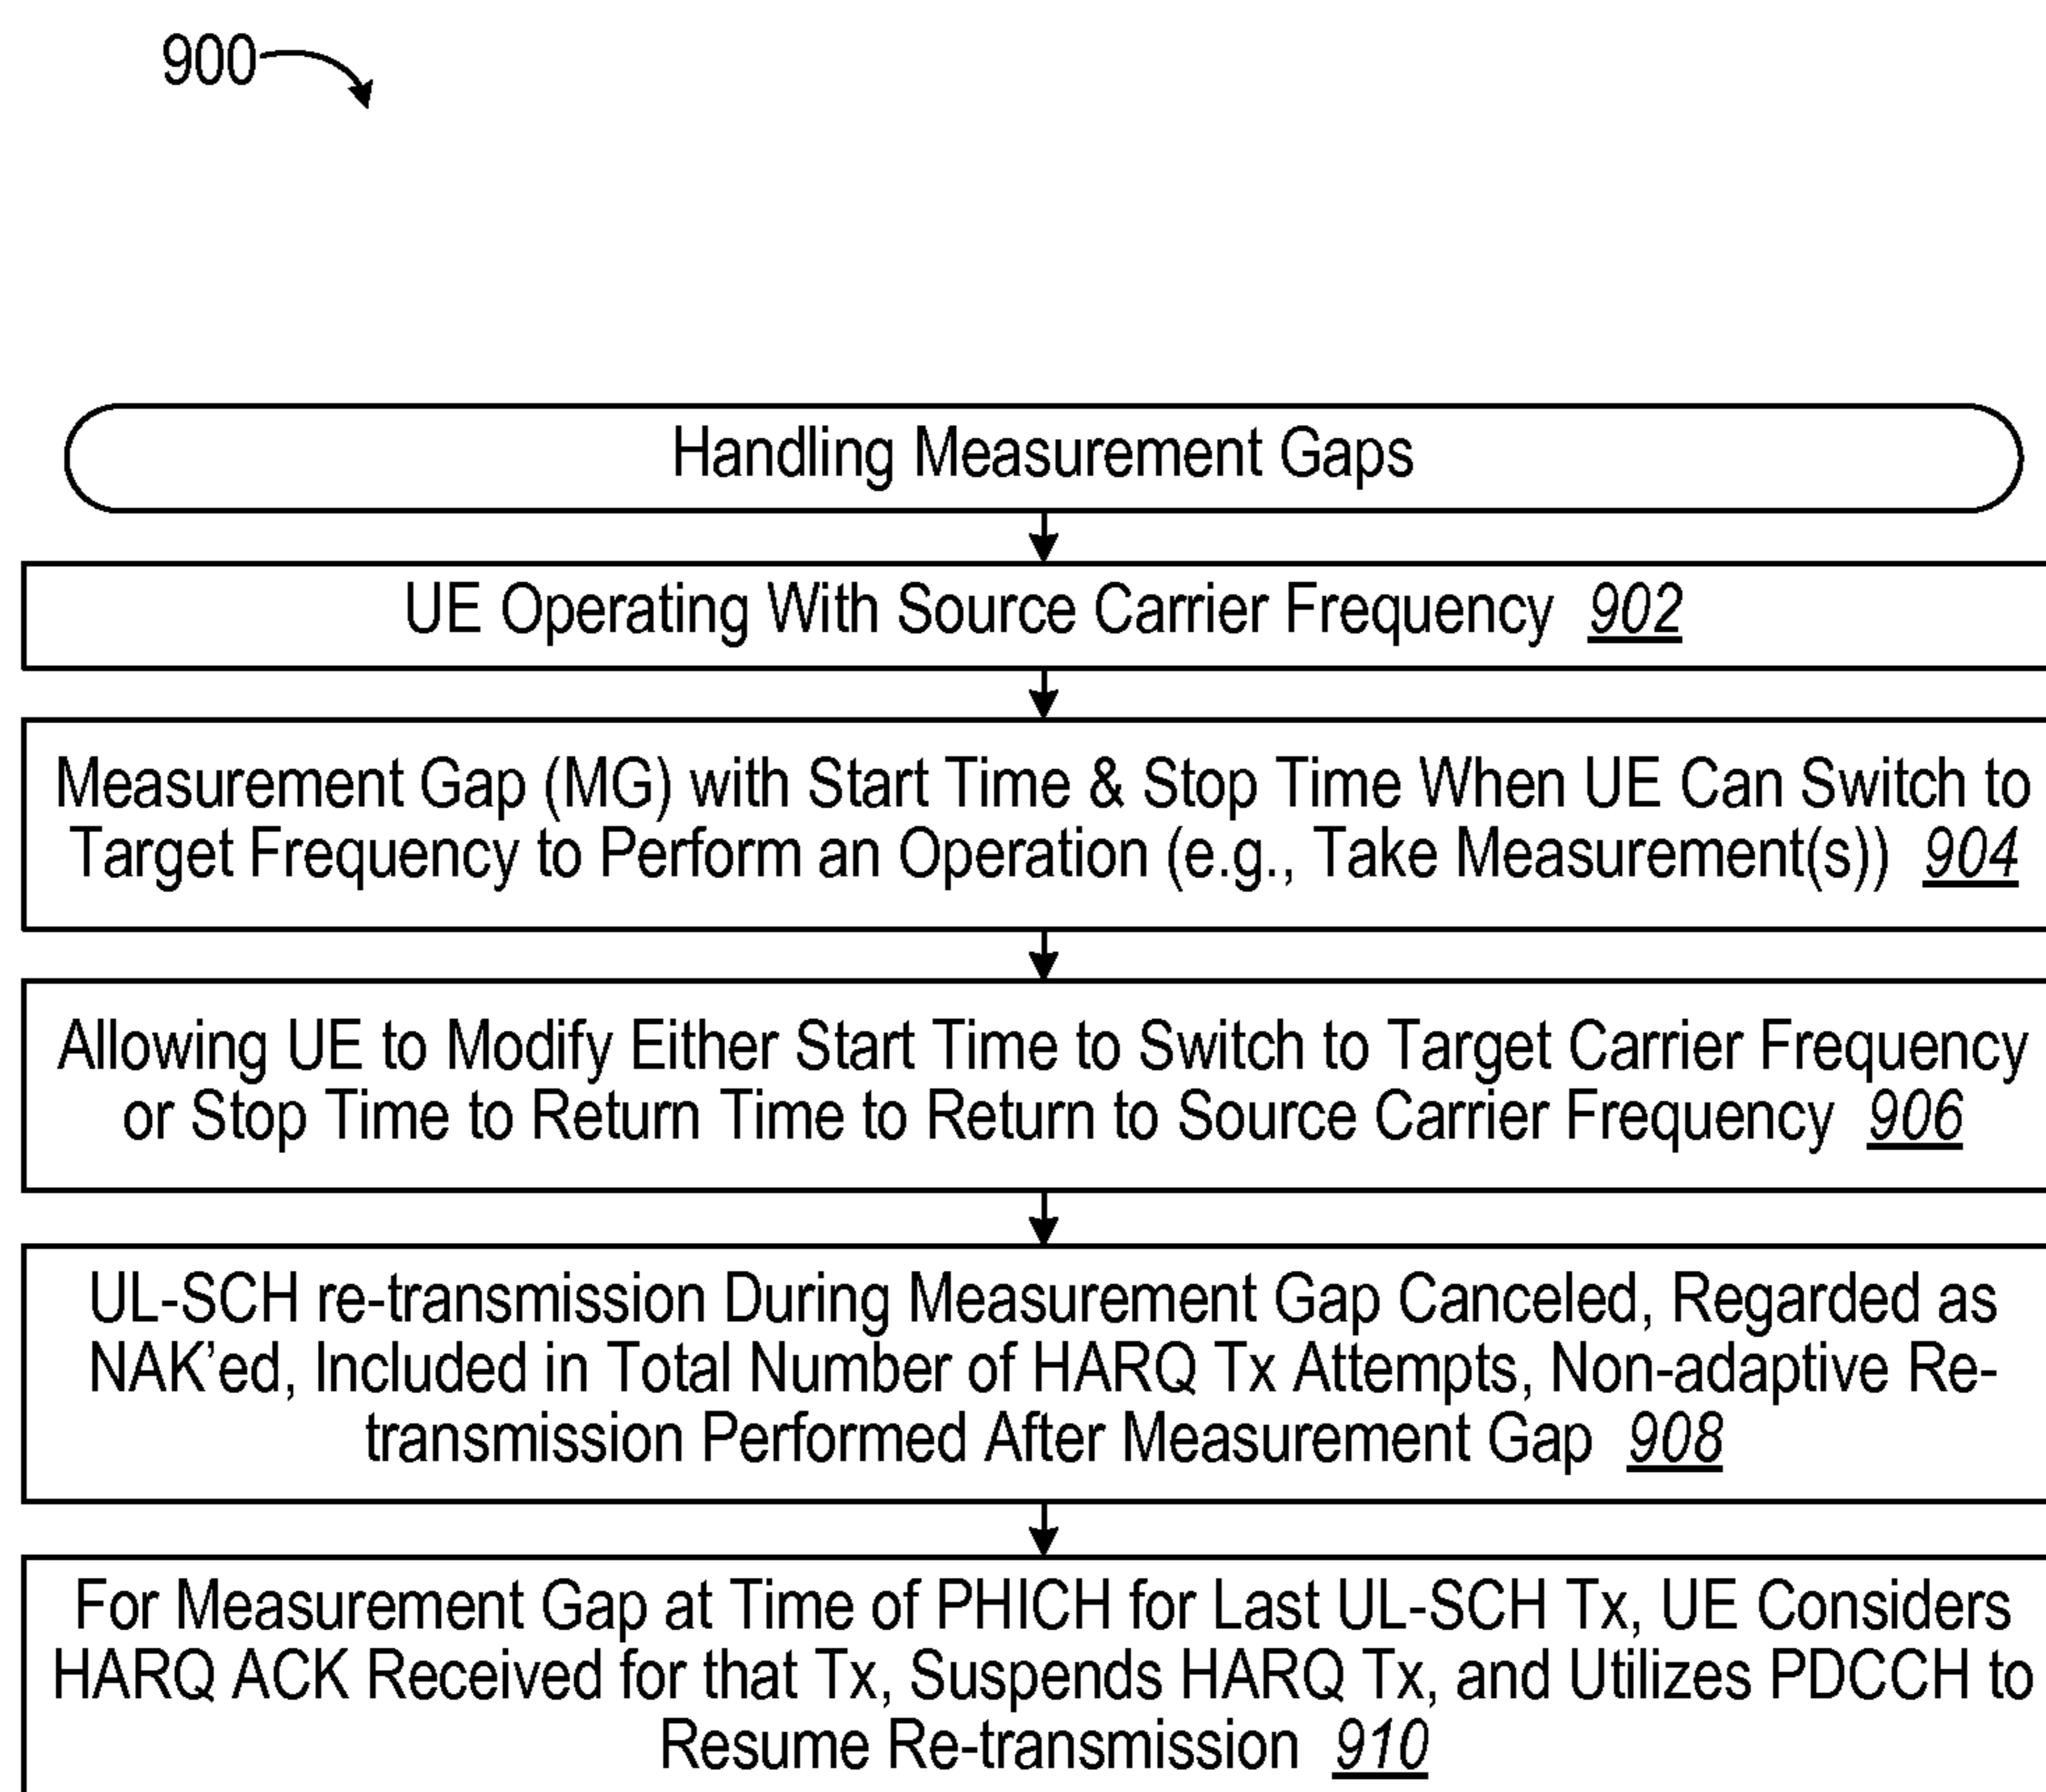 900
Handling Measurement Gaps
UE Operating With Source Carrier Frequency 902
Measurement Gap (MG) with Start Time & Stop Time When UE Can Switch to
Target Frequency to Perform an Operation (e.g., Take Measurement(s)) 904
Allowing UE to Modify Either Start Time to Switch to Target Carrier Frequency
or Stop Time to Return Time to Return to Source Carrier Frequency 906
UL-SCH re-transmission During Measurement Gap Canceled, Regarded as
NAK’ed, Included in Total Number of HARQ Tx Attempts, Non-adaptive Re-
transmission Performed After Measurement Gap 908
For Measurement Gap at Time of PHICH for Last UL-SCH Tx, UE Considers
HARQ ACK Received for that Tx, Suspends HARQ Tx, and Utilizes PDCCH to
Resume Re-transmission 910